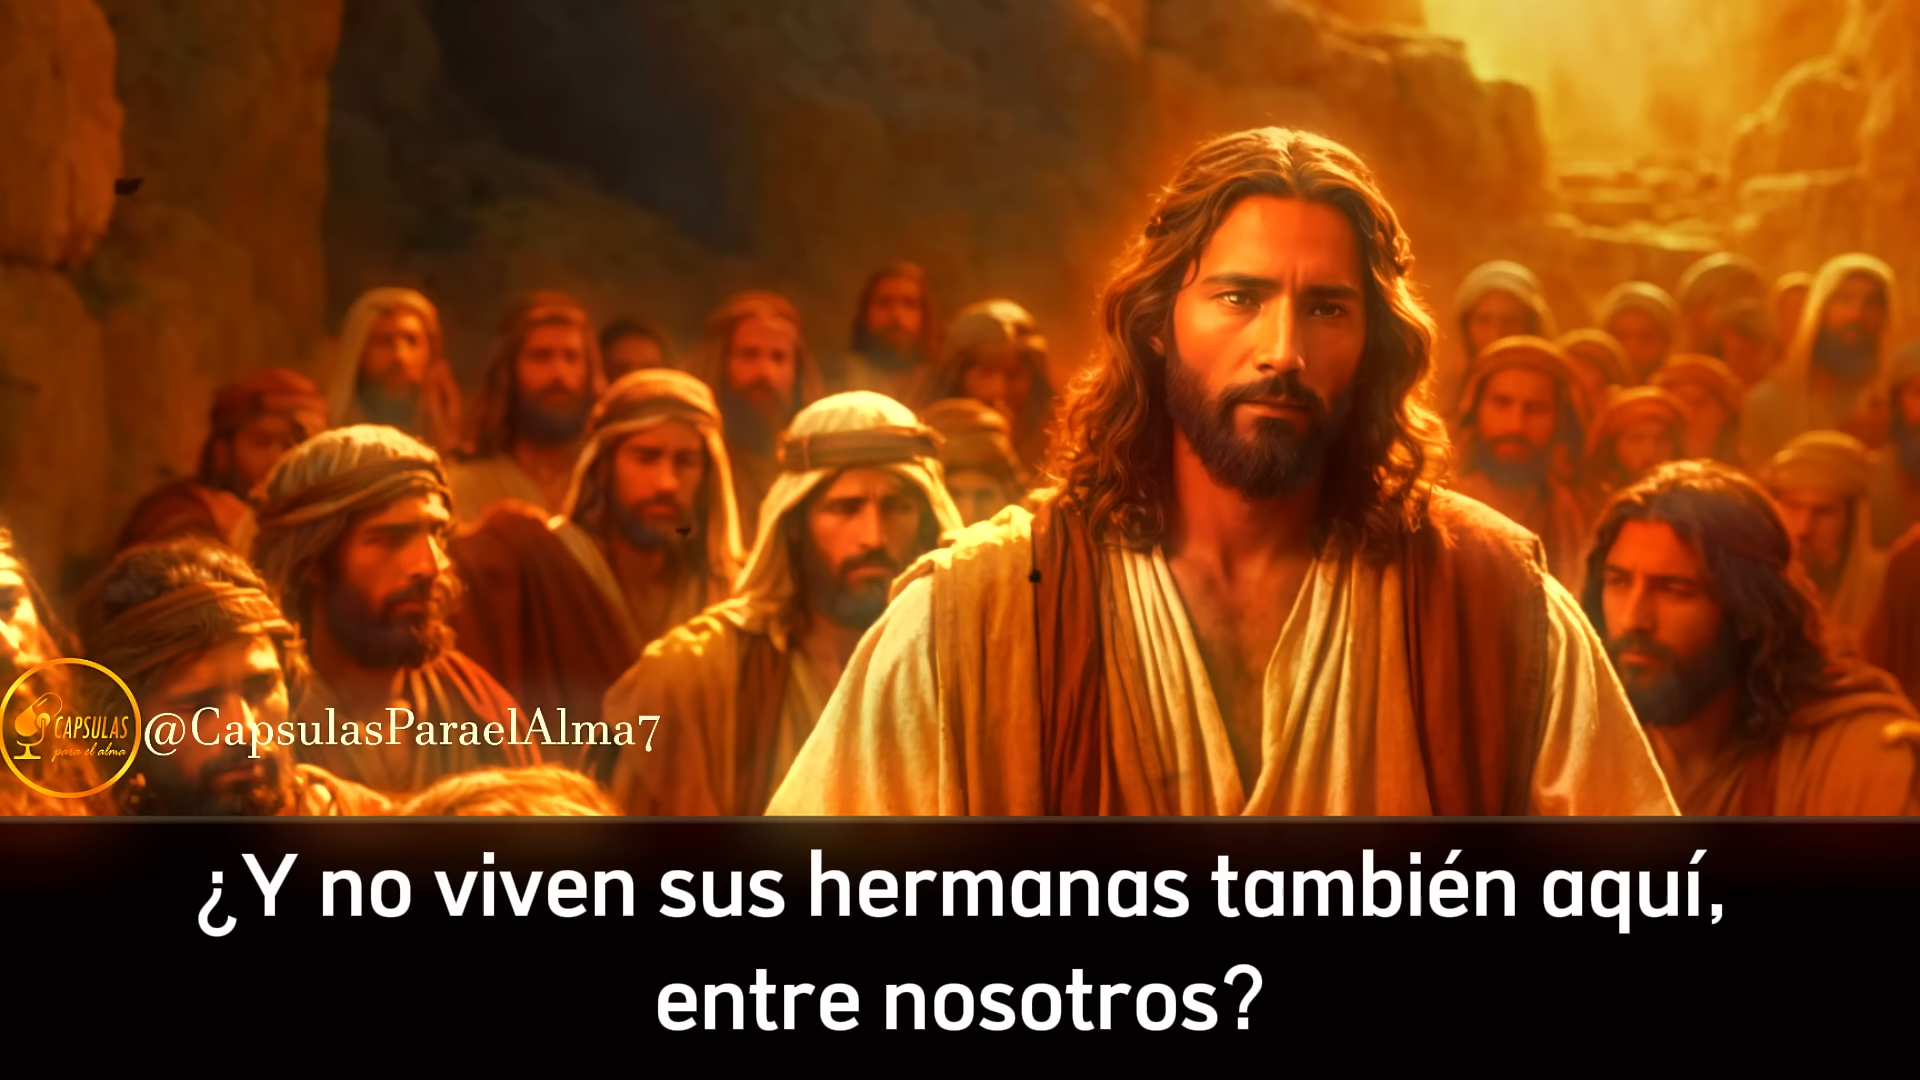 CAPSULAS
para el alma
@CapsulasParaelAlma7
¿Y no viven sus hermanas también aquí,
entre nosotros?